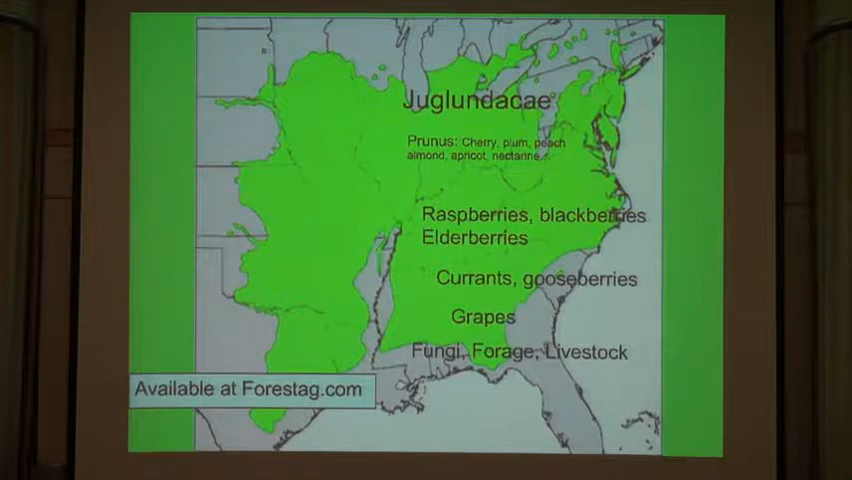 Juglundacae
Prunus: Cherry, plum, peach
almond, apricot, nectarine...
Raspberries, blackberries
Elderberries
Currants, gooseberries
Grapes
Fungi, Forage, Livestock
Available at Forestag.com